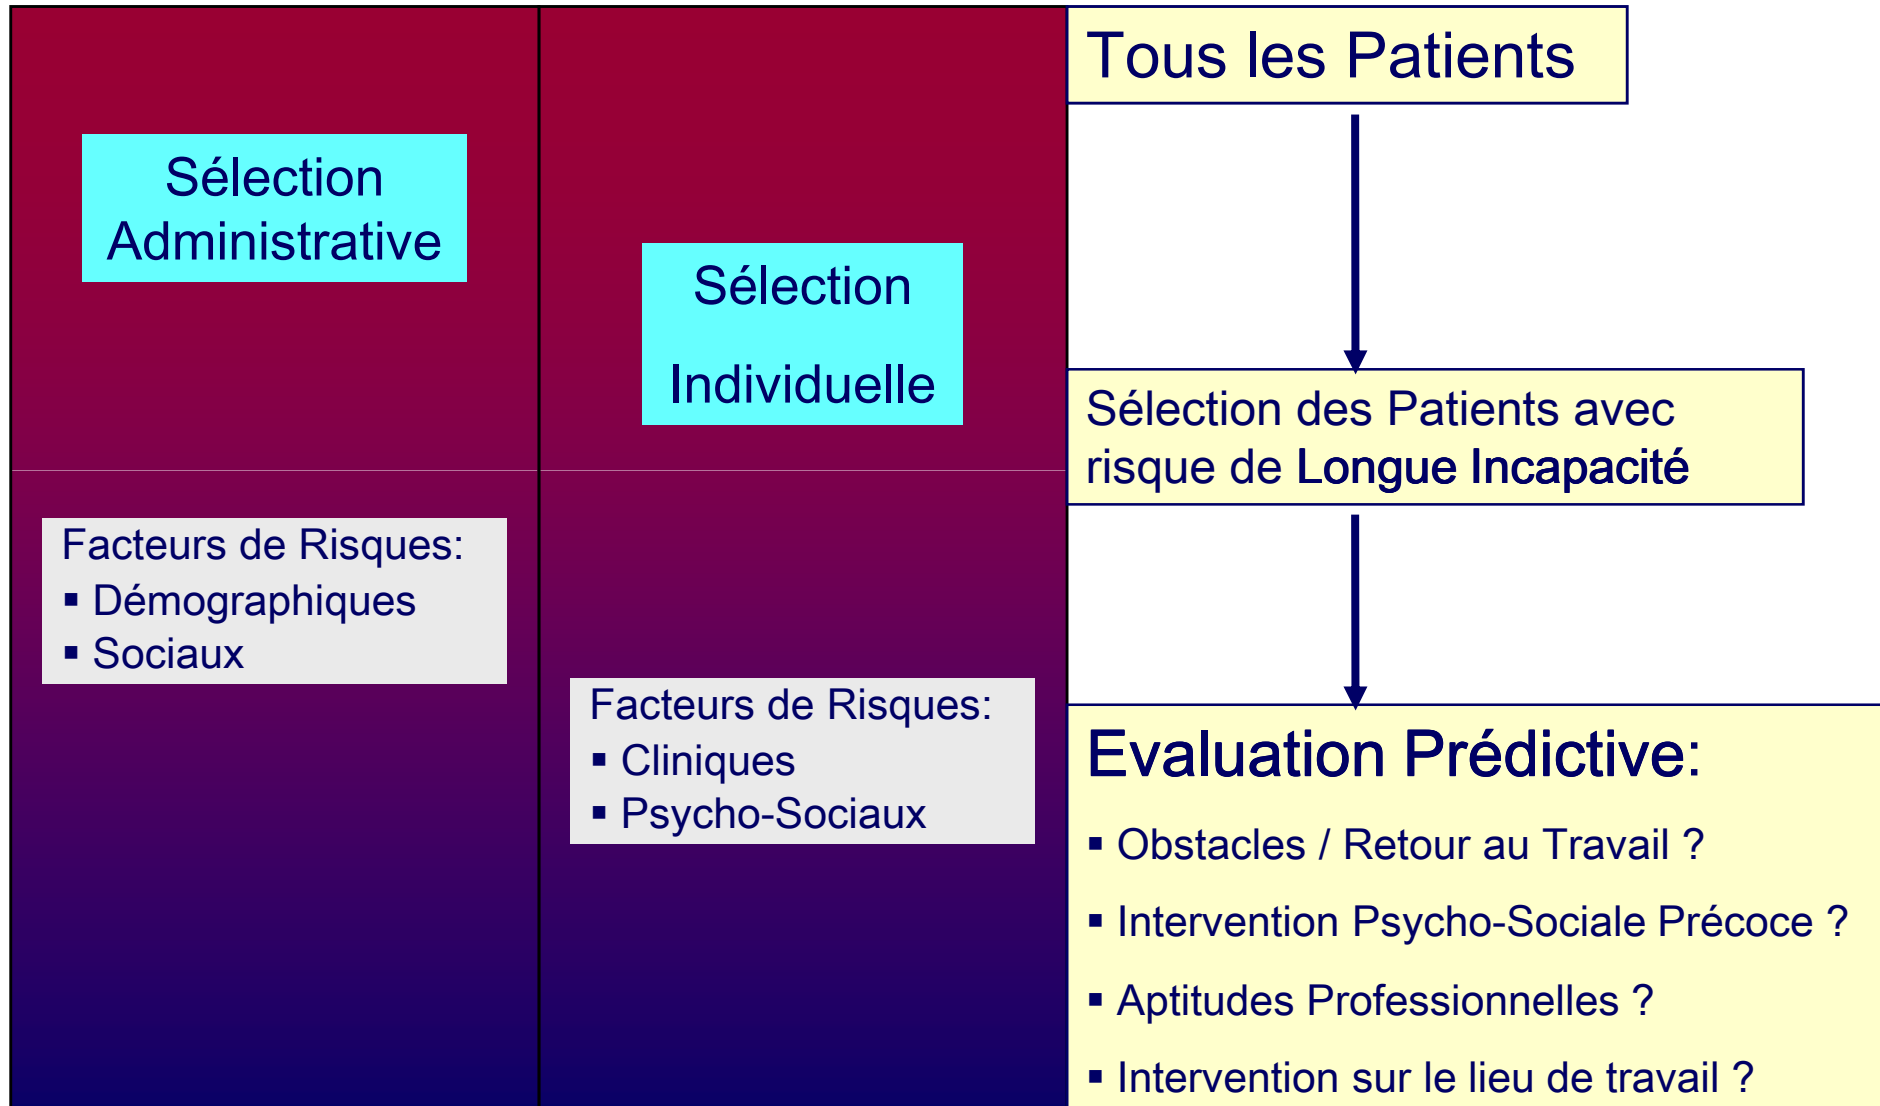 Sélection
Administrative
Facteurs de Risques:
▪ Démographiques
▪ Sociaux
Sélection
Individuelle
Facteurs de Risques:
▪ Cliniques
▪ Psycho-Sociaux
Tous les Patients
Sélection des Patients avec
risque de Longue Incapacité
Evaluation Prédictive:
▪ Obstacles / Retour au Travail ?
▪ Intervention Psycho-Sociale Précoce ?
▪ Aptitudes Professionnelles ?
▪ Intervention sur le lieu de travail ?